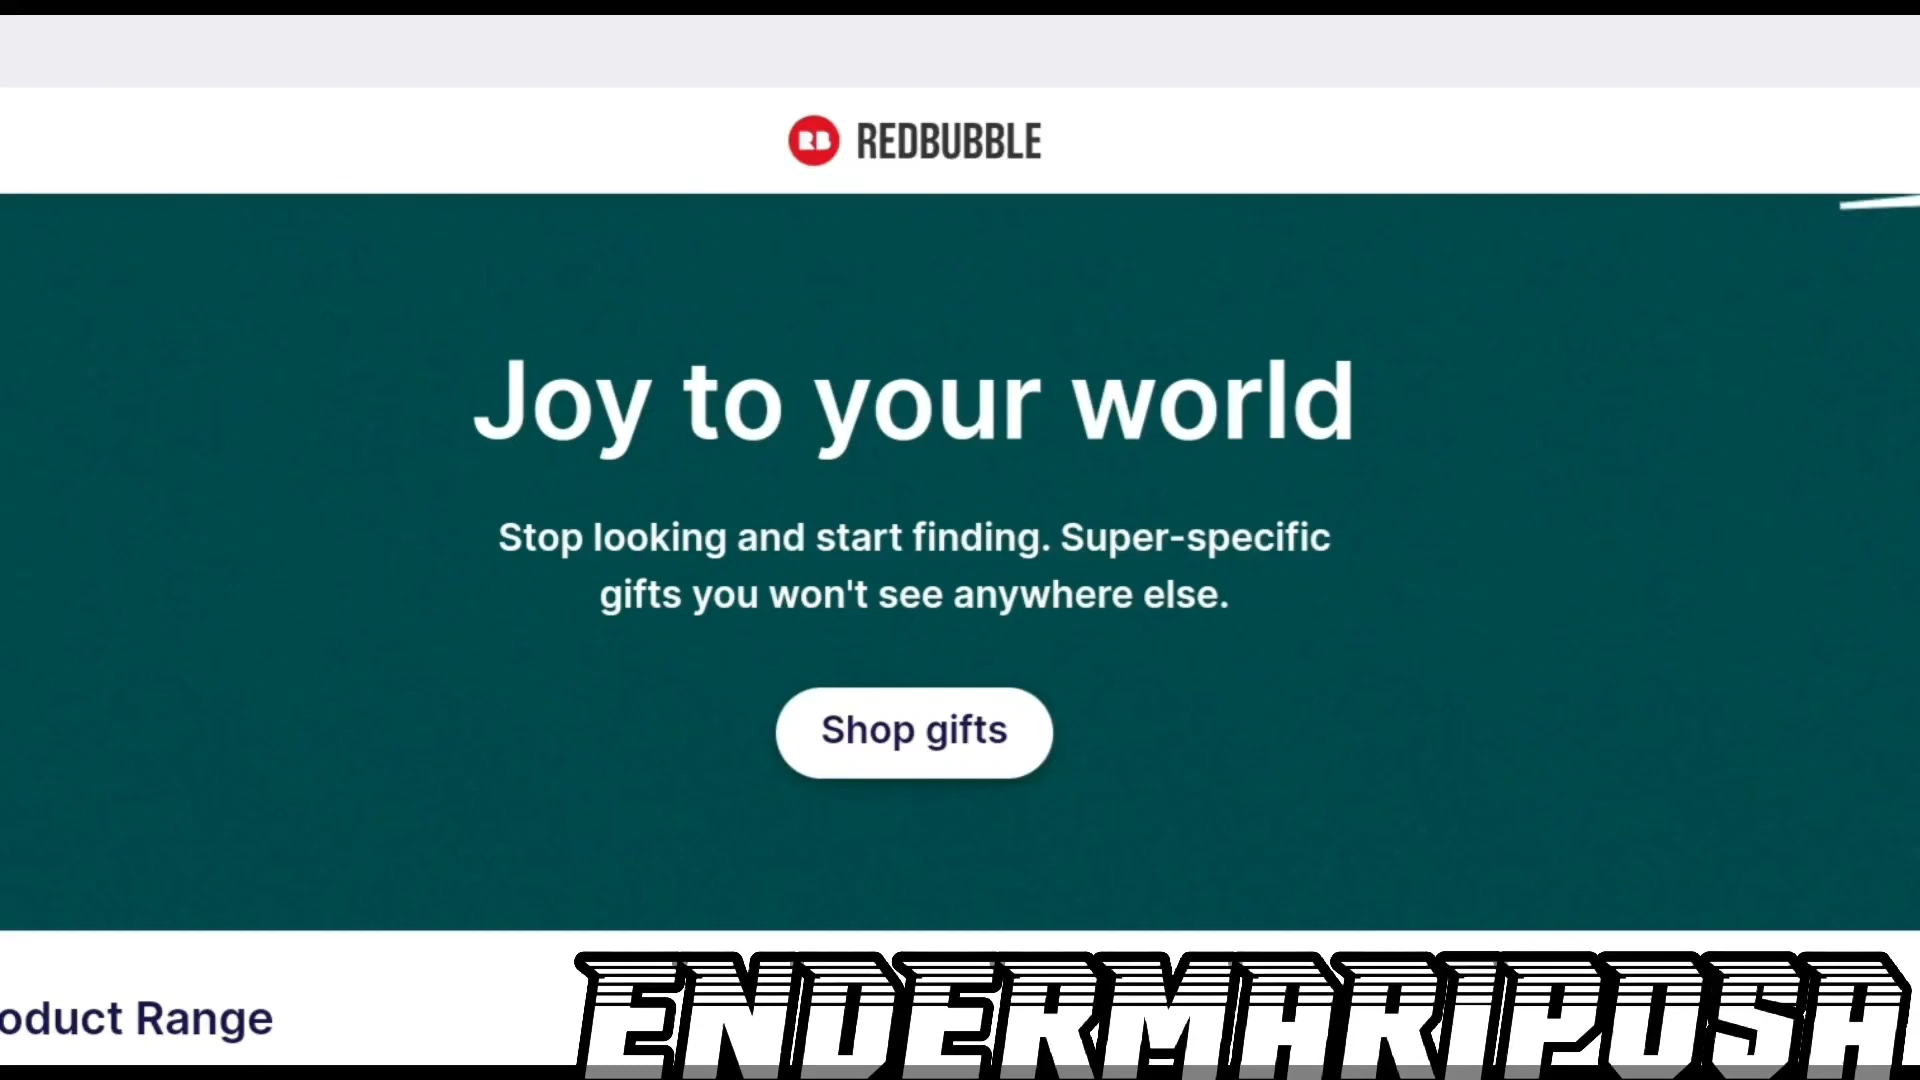 RB REDBUBBLE
Joy to your world
Stop looking and start finding. Super-specific
gifts you won't see anywhere else.
Shop gifts
oduct Range
ENDERMARIPOSA